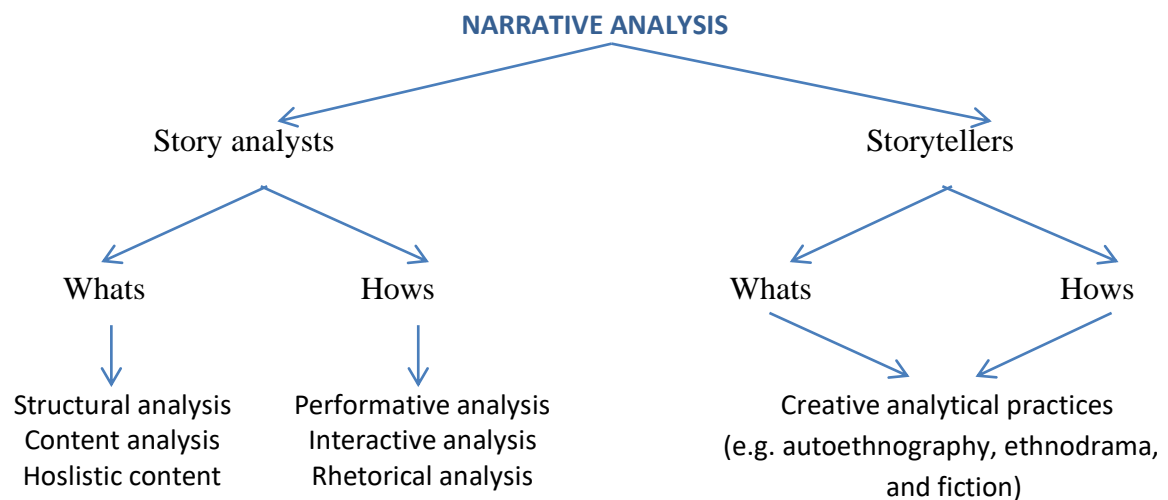 NARRATIVE ANALYSIS
Story analysts
Storytellers
Whats
Hows
Whats
Hows
Structural analysis
Content analysis
Hoslistic content
Performative analysis
Interactive analysis
Rhetorical analysis
Creative analytical practices
(e.g. autoethnography, ethnodrama,
and fiction)